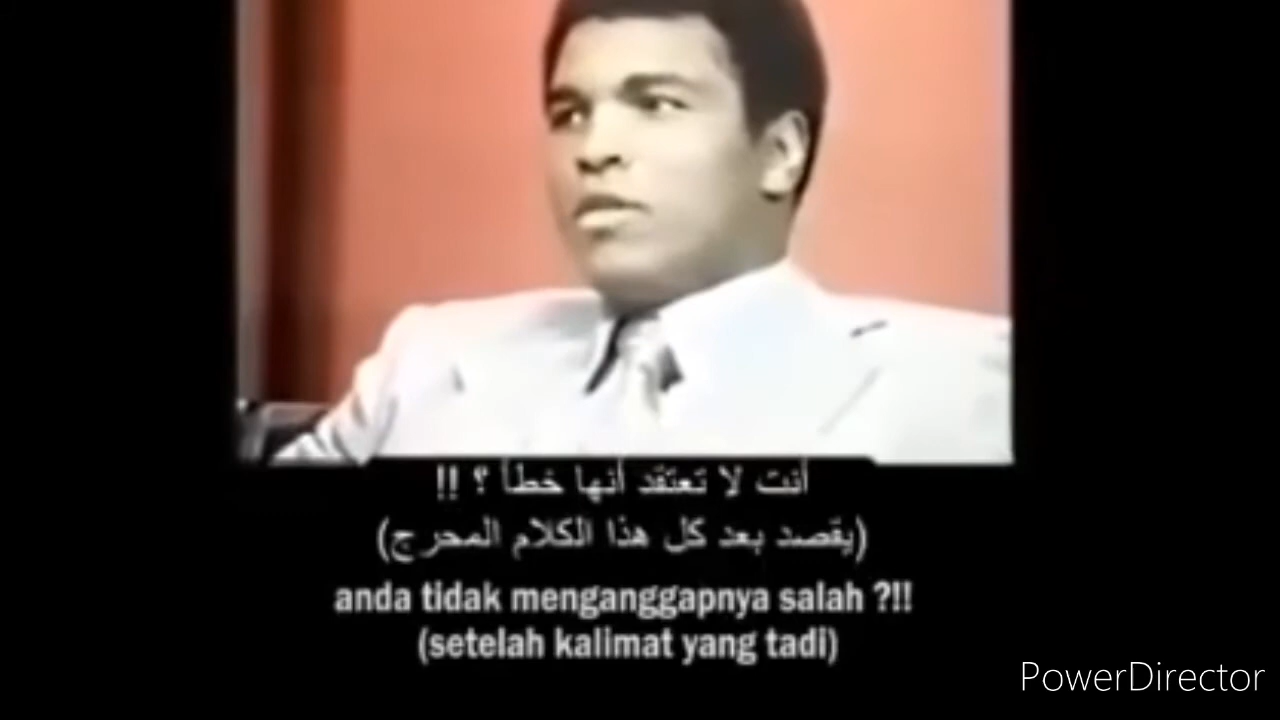 أنت لا تعتقد أنها خطأ ؟ !!
(يقصد بعد كل هذا الكلام المحرج)
anda tidak menganggapnya salah ?!!
(setelah kalimat yang tadi)
PowerDirector